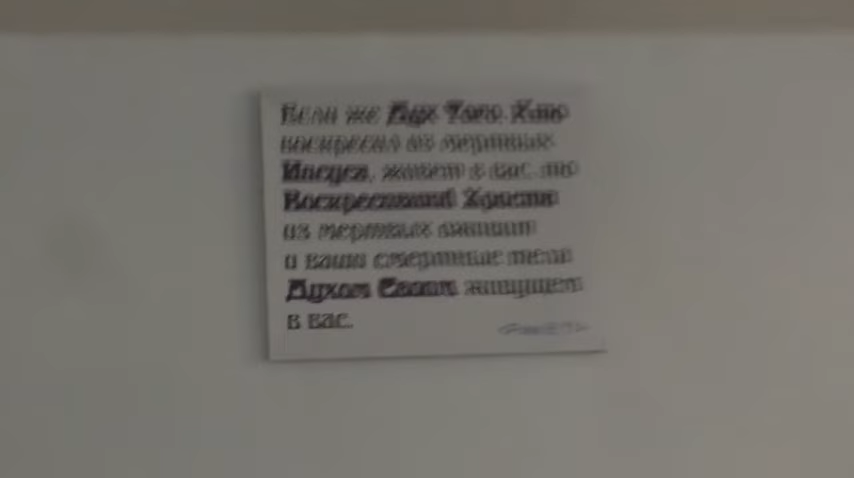 Если же Дух Того, Кто
воскресил из мертвых
Иисуса, живет в вас, то
Воскресивший Христа
из мертвых оживит
и ваши смертные тела
Духом Своим, живущем
в вас.